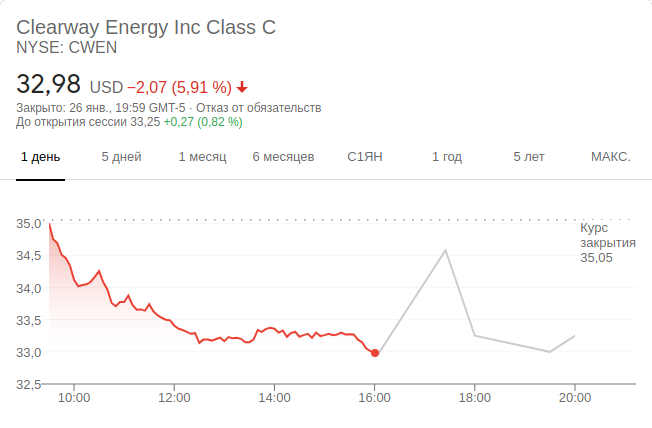 Clearway Energy Inc Class C
NYSE: CWEN
32,98 USD −2,07 (5,91 %)
Закрыто: 26 янв., 19:59 GMT-5 · Отказ от обязательств
До открытия сессии 33,25 +0,27 (0,82 %)
1 день 5 дней 1 месяц 6 месяцев С1ЯН 1 год 5 лет МАКС.
35,0
34,5
34,0
33,5
33,0
32,5
Курс
закрытия
35,05
10:00 12:00 14:00 16:00 18:00 20:00